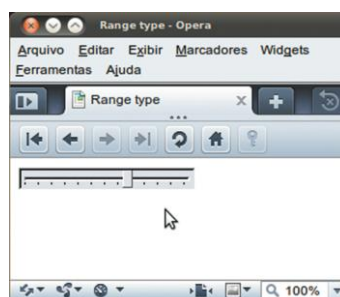 Range type - Opera
Arquivo Editar Exibir Marcadores Widgets
Ferramentas Ajuda
Range type
100%